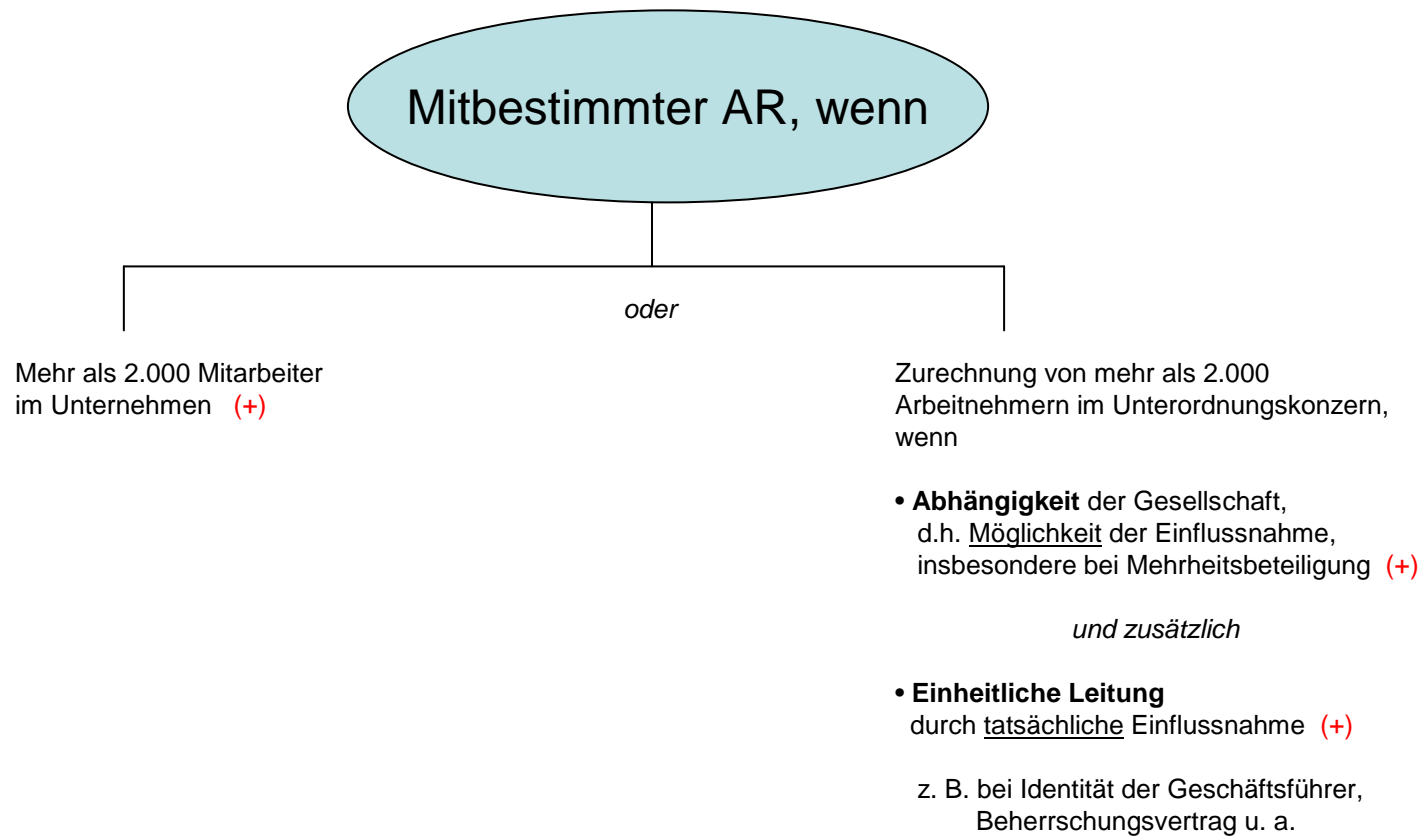 Mitbestimmter AR, wenn
oder
Mehr als 2.000 Mitarbeiter
im Unternehmen (+)
Zurechnung von mehr als 2.000
Arbeitnehmern im Unterordnungskonzern,
wenn
• Abhängigkeit der Gesellschaft,
d.h. Möglichkeit der Einflussnahme,
insbesondere bei Mehrheitsbeteiligung (+)
und zusätzlich
• Einheitliche Leitung
durch tatsächliche Einflussnahme (+)
z. B. bei Identität der Geschäftsführer,
Beherrschungsvertrag u. a.